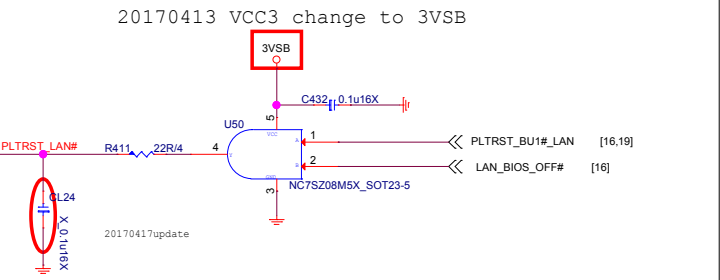 20170413 VCC3 change to 3VSB
3VSB
C432 0.1u16X
5
U50
VCC
PLTRST_LAN#
R411 22R/4
4
A
1
PLTRST_BU1#_LAN [16,19]
B
2
LAN_BIOS_OFF# [16]
GND
3
NC7SZ08M5X_SOT23-5
CL24
X_0.1u16X
20170417update